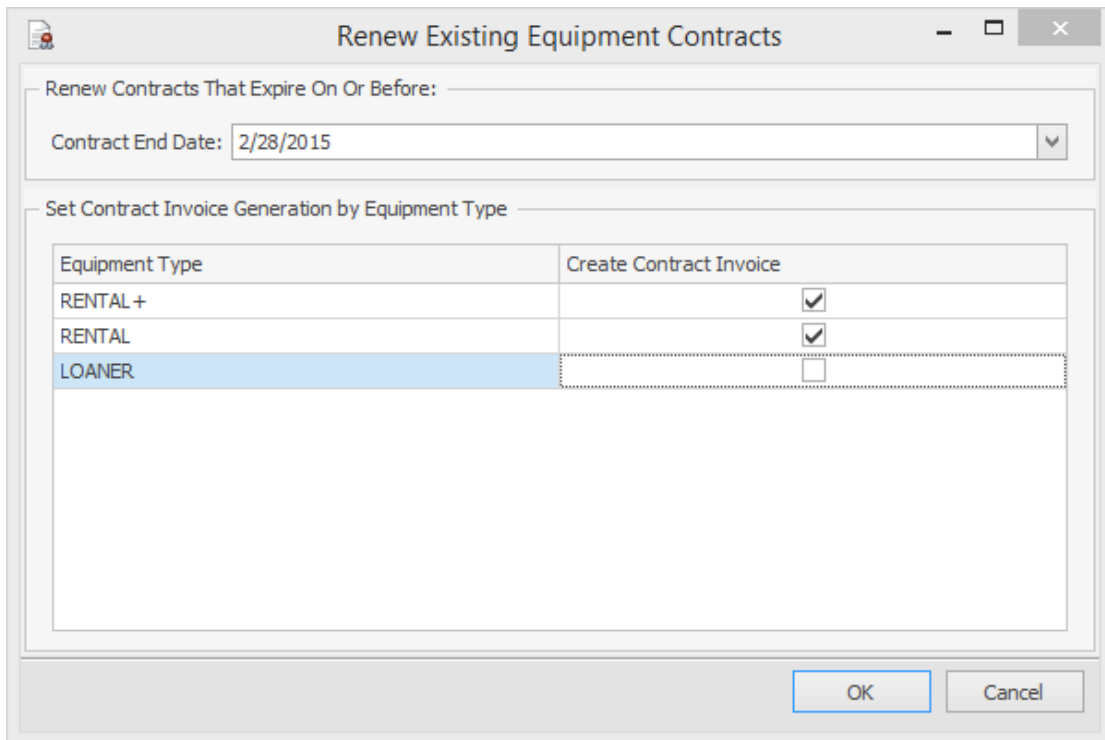 Renew Existing Equipment Contracts
Renew Contracts That Expire On Or Before:
Contract End Date: 2/28/2015
Set Contract Invoice Generation by Equipment Type
Equipment Type Create Contract Invoice
RENTAL+
RENTAL
LOANER
OK Cancel